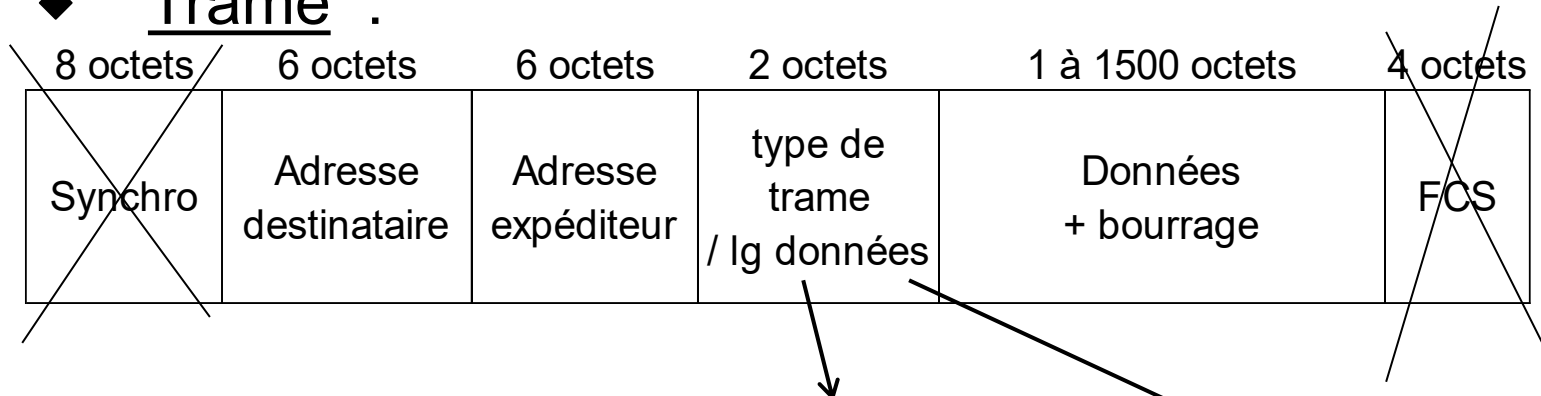 ◆ Trame :
8 octets 6 octets 6 octets 2 octets 1 à 1500 octets 4 octets
Synchro
Adresse
destinataire
Adresse
expéditeur
type de
trame
/ lg données
Données
+ bourrage
FCS